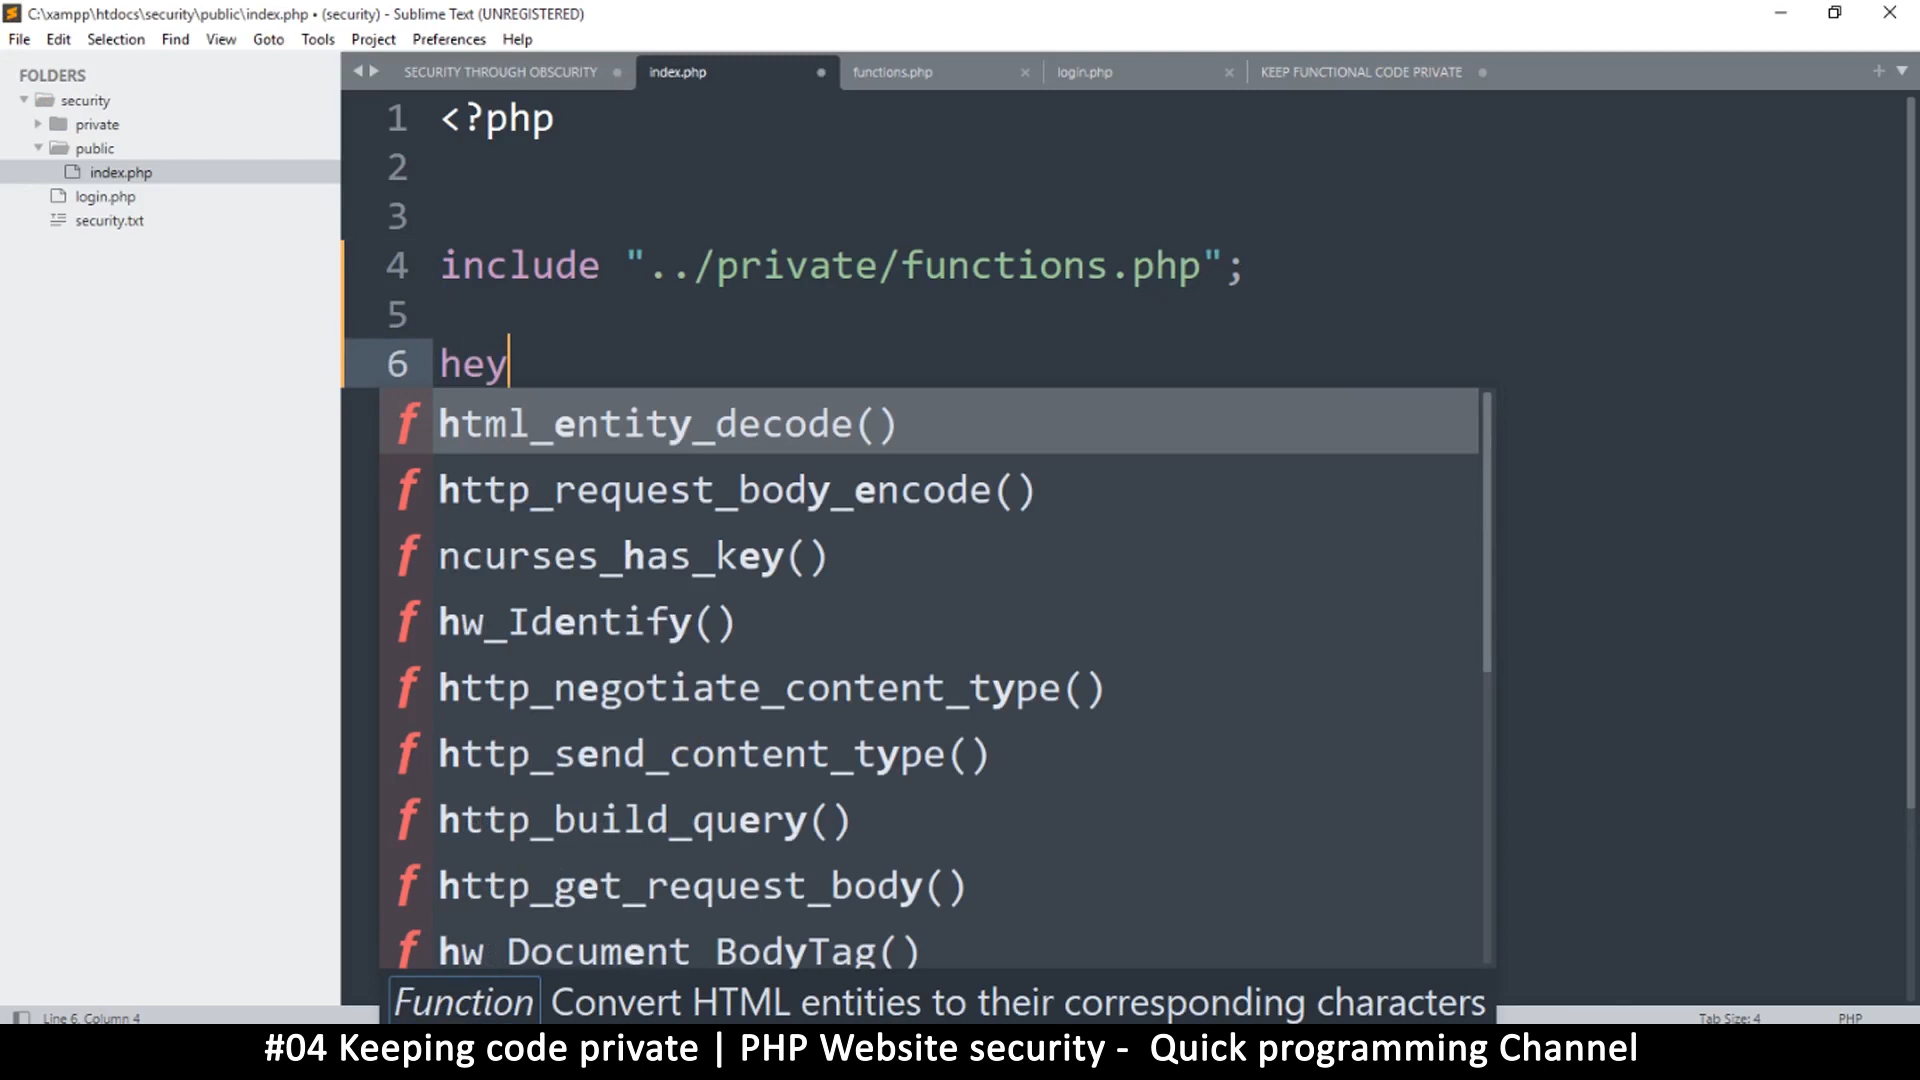 C:\xampp\htdocs\security\public\index.php • (security) - Sublime Text (UNREGISTERED)
File Edit Selection Find View Goto Tools Project Preferences Help
FOLDERS
security
private
public
index.php
login.php
security.txt
SECURITY THROUGH OBSCURITY index.php functions.php login.php KEEP FUNCTIONAL CODE PRIVATE
1 <?php
2
3
4 include "../private/functions.php";
5
6 hey
f html_entity_decode()
f http_request_body_encode()
f ncurses_has_key()
f hw_Identify()
f http_negotiate_content_type()
f http_send_content_type()
f http_build_query()
f http_get_request_body()
f hw_Document_BodyTag()
Function Convert HTML entities to their corresponding characters
Line 6, Column 4 Tab Size: 4 PHP
#04 Keeping code private | PHP Website security - Quick programming Channel